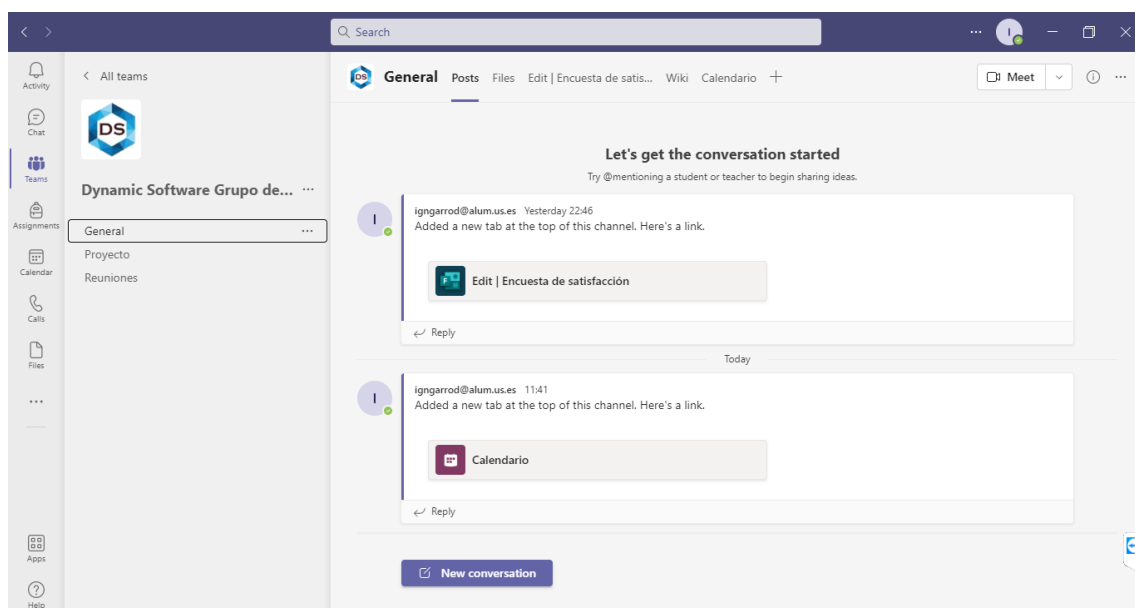 Search
Activity
Chat
Teams
Assignments
Calendar
Calls
Files
...
Apps
Help
All teams
DS
Dynamic Software Grupo de... ...
General ...
Proyecto
Reuniones
DS General Posts Files Edit | Encuesta de satis... Wiki Calendario + Meet
Let's get the conversation started
Try @mentioning a student or teacher to begin sharing ideas.
I igngarrod@alum.us.es Yesterday 22:46
Added a new tab at the top of this channel. Here's a link.
F Edit | Encuesta de satisfacción
Reply
Today
I igngarrod@alum.us.es 11:41
Added a new tab at the top of this channel. Here's a link.
Calendario
Reply
New conversation
I